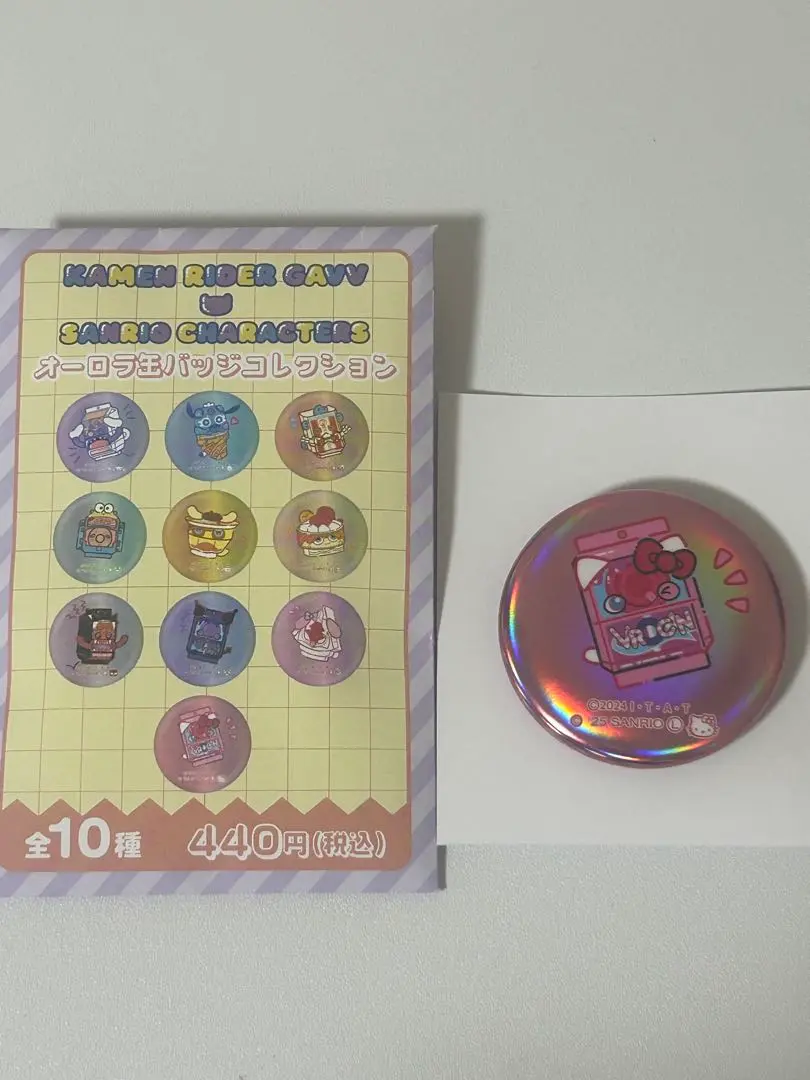 KAMEN RIDER GAVV
SANRIO CHARACTERS
オーロラ缶バッジコレクション
全10種
440円(税込)
VROCAN
©2024 I・T・A・T
25 SANRIO Ⓛ